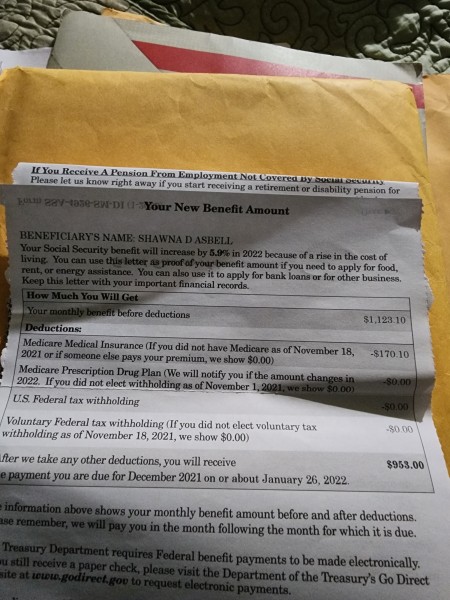 If You Receive A Pension From Employment Not Covered By Social Security
Please let us know right away if you start receiving a retirement or disability pension for
Your New Benefit Amount
BENEFICIARY'S NAME: SHAWNA D ASBELL
Your Social Security benefit will increase by 5.9% in 2022 because of a rise in the cost of
living. You can use this letter as proof of your benefit amount if you need to apply for food,
rent, or energy assistance. You can also use it to apply for bank loans or for other business.
Keep this letter with your important financial records.
How Much You Will Get
Your monthly benefit before deductions $1,123.10
Deductions:
Medicare Medical Insurance (If you did not have Medicare as of November 18, -$170.10
2021 or if someone else pays your premium, we show $0.00)
Medicare Prescription Drug Plan (We will notify you if the amount changes in -$0.00
2022. If you did not elect withholding as of November 1, 2021, we show $0.00)
U.S. Federal tax withholding -$0.00
Voluntary Federal tax withholding (If you did not elect voluntary tax -$0.00
withholding as of November 18, 2021, we show $0.00)
After we take any other deductions, you will receive $953.00
e payment you are due for December 2021 on or about January 26, 2022.
information above shows your monthly benefit amount before and after deductions.
ase remember, we will pay you in the month following the month for which it is due.
Treasury Department requires Federal benefit payments to be made electronically.
ou still receive a paper check, please visit the Department of the Treasury's Go Direct
site at www.godirect.gov to request electronic payments.